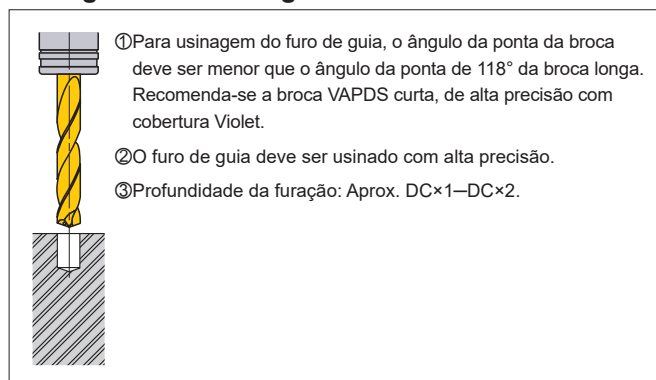 ①Para usinagem do furo de guia, o ângulo da ponta da broca
deve ser menor que o ângulo da ponta de 118° da broca longa.
Recomenda-se a broca VAPDS curta, de alta precisão com
cobertura Violet.
②O furo de guia deve ser usinado com alta precisão.
③Profundidade da furação: Aprox. DC×1—DC×2.